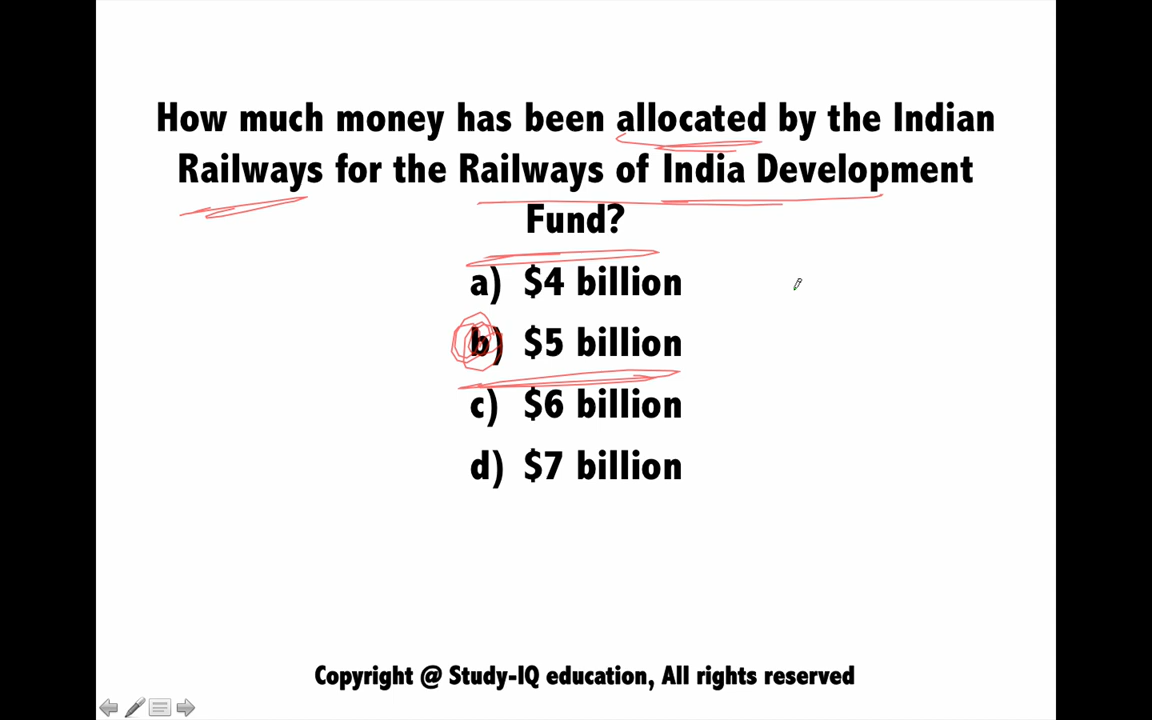 How much money has been allocated by the Indian
Railways for the Railways of India Development
Fund?
a) $4 billion
b) $5 billion
c) $6 billion
d) $7 billion
Copyright @ Study-IQ education, All rights reserved